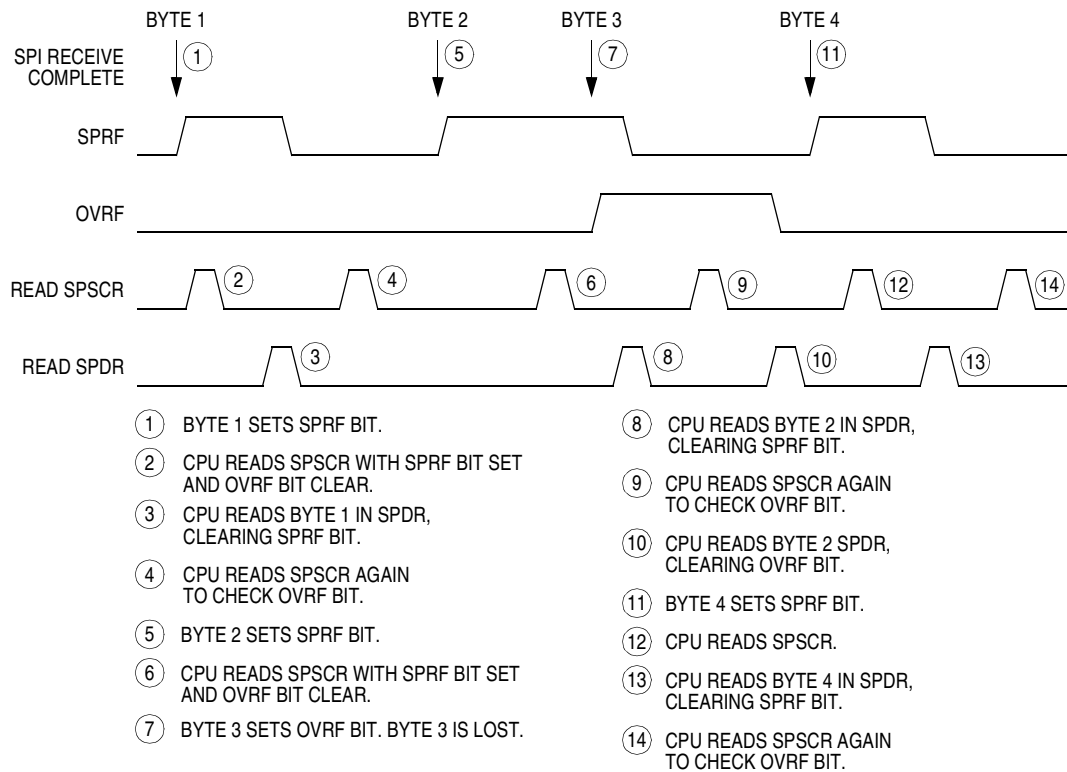 BYTE 1 BYTE 2 BYTE 3 BYTE 4
SPI RECEIVE
COMPLETE
1 5 7 11
SPRF
OVRF
READ SPSCR
2 4 6 9 12 14
READ SPDR
3 8 10 13
1 BYTE 1 SETS SPRF BIT.
2 CPU READS SPSCR WITH SPRF BIT SET
AND OVRF BIT CLEAR.
3 CPU READS BYTE 1 IN SPDR,
CLEARING SPRF BIT.
4 CPU READS SPSCR AGAIN
TO CHECK OVRF BIT.
5 BYTE 2 SETS SPRF BIT.
6 CPU READS SPSCR WITH SPRF BIT SET
AND OVRF BIT CLEAR.
7 BYTE 3 SETS OVRF BIT. BYTE 3 IS LOST.
8 CPU READS BYTE 2 IN SPDR,
CLEARING SPRF BIT.
9 CPU READS SPSCR AGAIN
TO CHECK OVRF BIT.
10 CPU READS BYTE 2 SPDR,
CLEARING OVRF BIT.
11 BYTE 4 SETS SPRF BIT.
12 CPU READS SPSCR.
13 CPU READS BYTE 4 IN SPDR,
CLEARING SPRF BIT.
14 CPU READS SPSCR AGAIN
TO CHECK OVRF BIT.